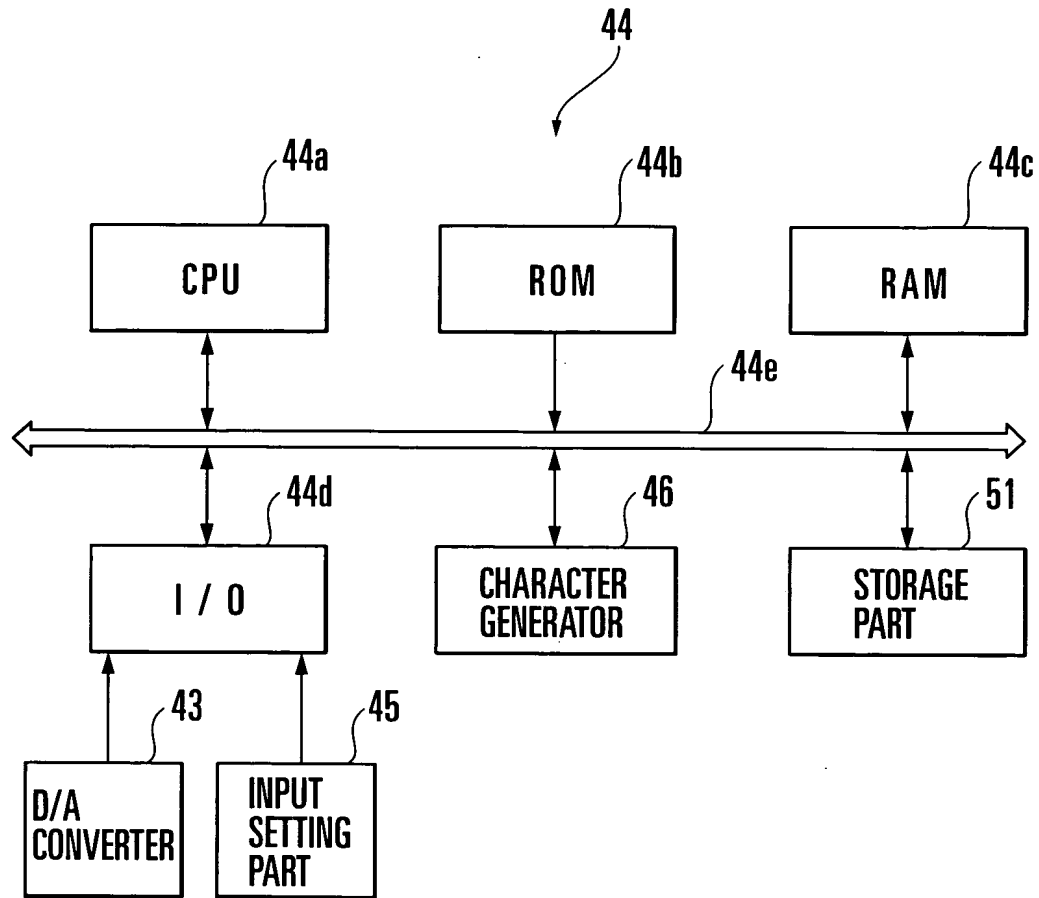 44
44a
44b
44c
CPU
ROM
RAM
44e
44d
46
51
I / O
CHARACTER
GENERATOR
STORAGE
PART
43
45
D/A
CONVERTER
INPUT
SETTING
PART